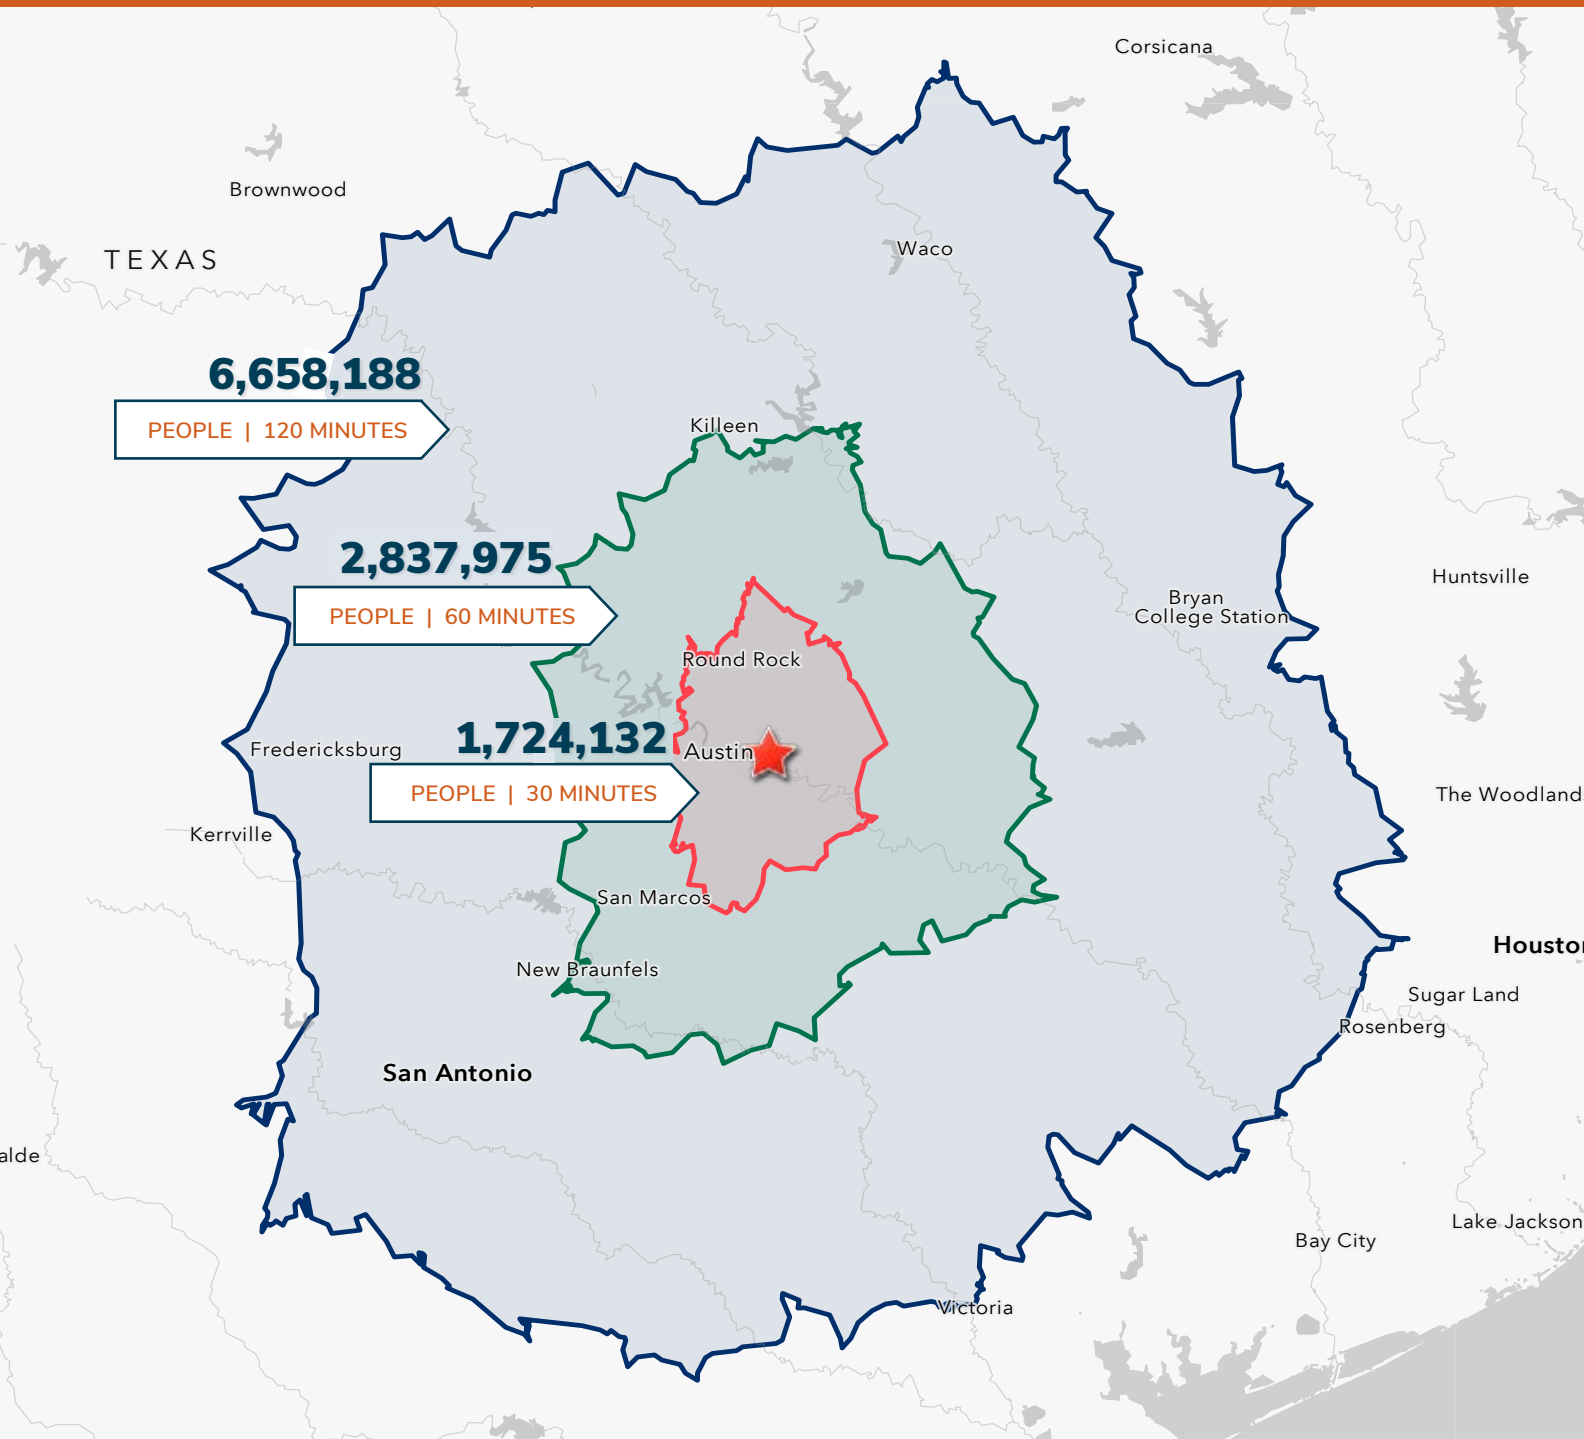 Corsicana
Brownwood
TEXAS
Waco
6,658,188
PEOPLE | 120 MINUTES
Killeen
2,837,975
PEOPLE | 60 MINUTES
Huntsville
Bryan
College Station
Round Rock
1,724,132
Fredericksburg
Austin
PEOPLE | 30 MINUTES
The Woodland
Kerrville
San Marcos
Housto
New Braunfels
Sugar Land
Rosenberg
San Antonio
alde
Lake Jackson
Bay City
Victoria